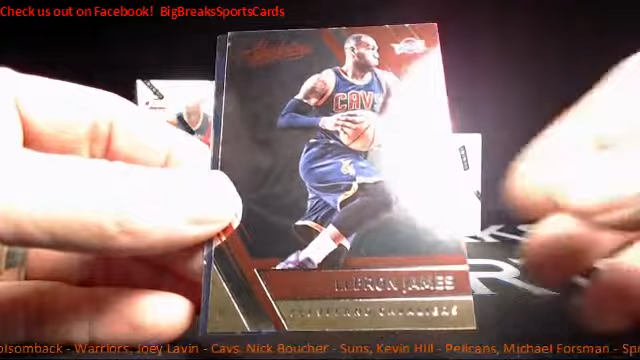 Check us out on Facebook! BigBreaksSportsCards
Absolute
CAVS
LEBRON JAMES
CLEVELAND CAVALIERS
olsomback - Warriors, Joey Lavin - Cavs, Nick Boucher - Suns, Kevin Hill - Pelicans, Michael Forsman - Sp